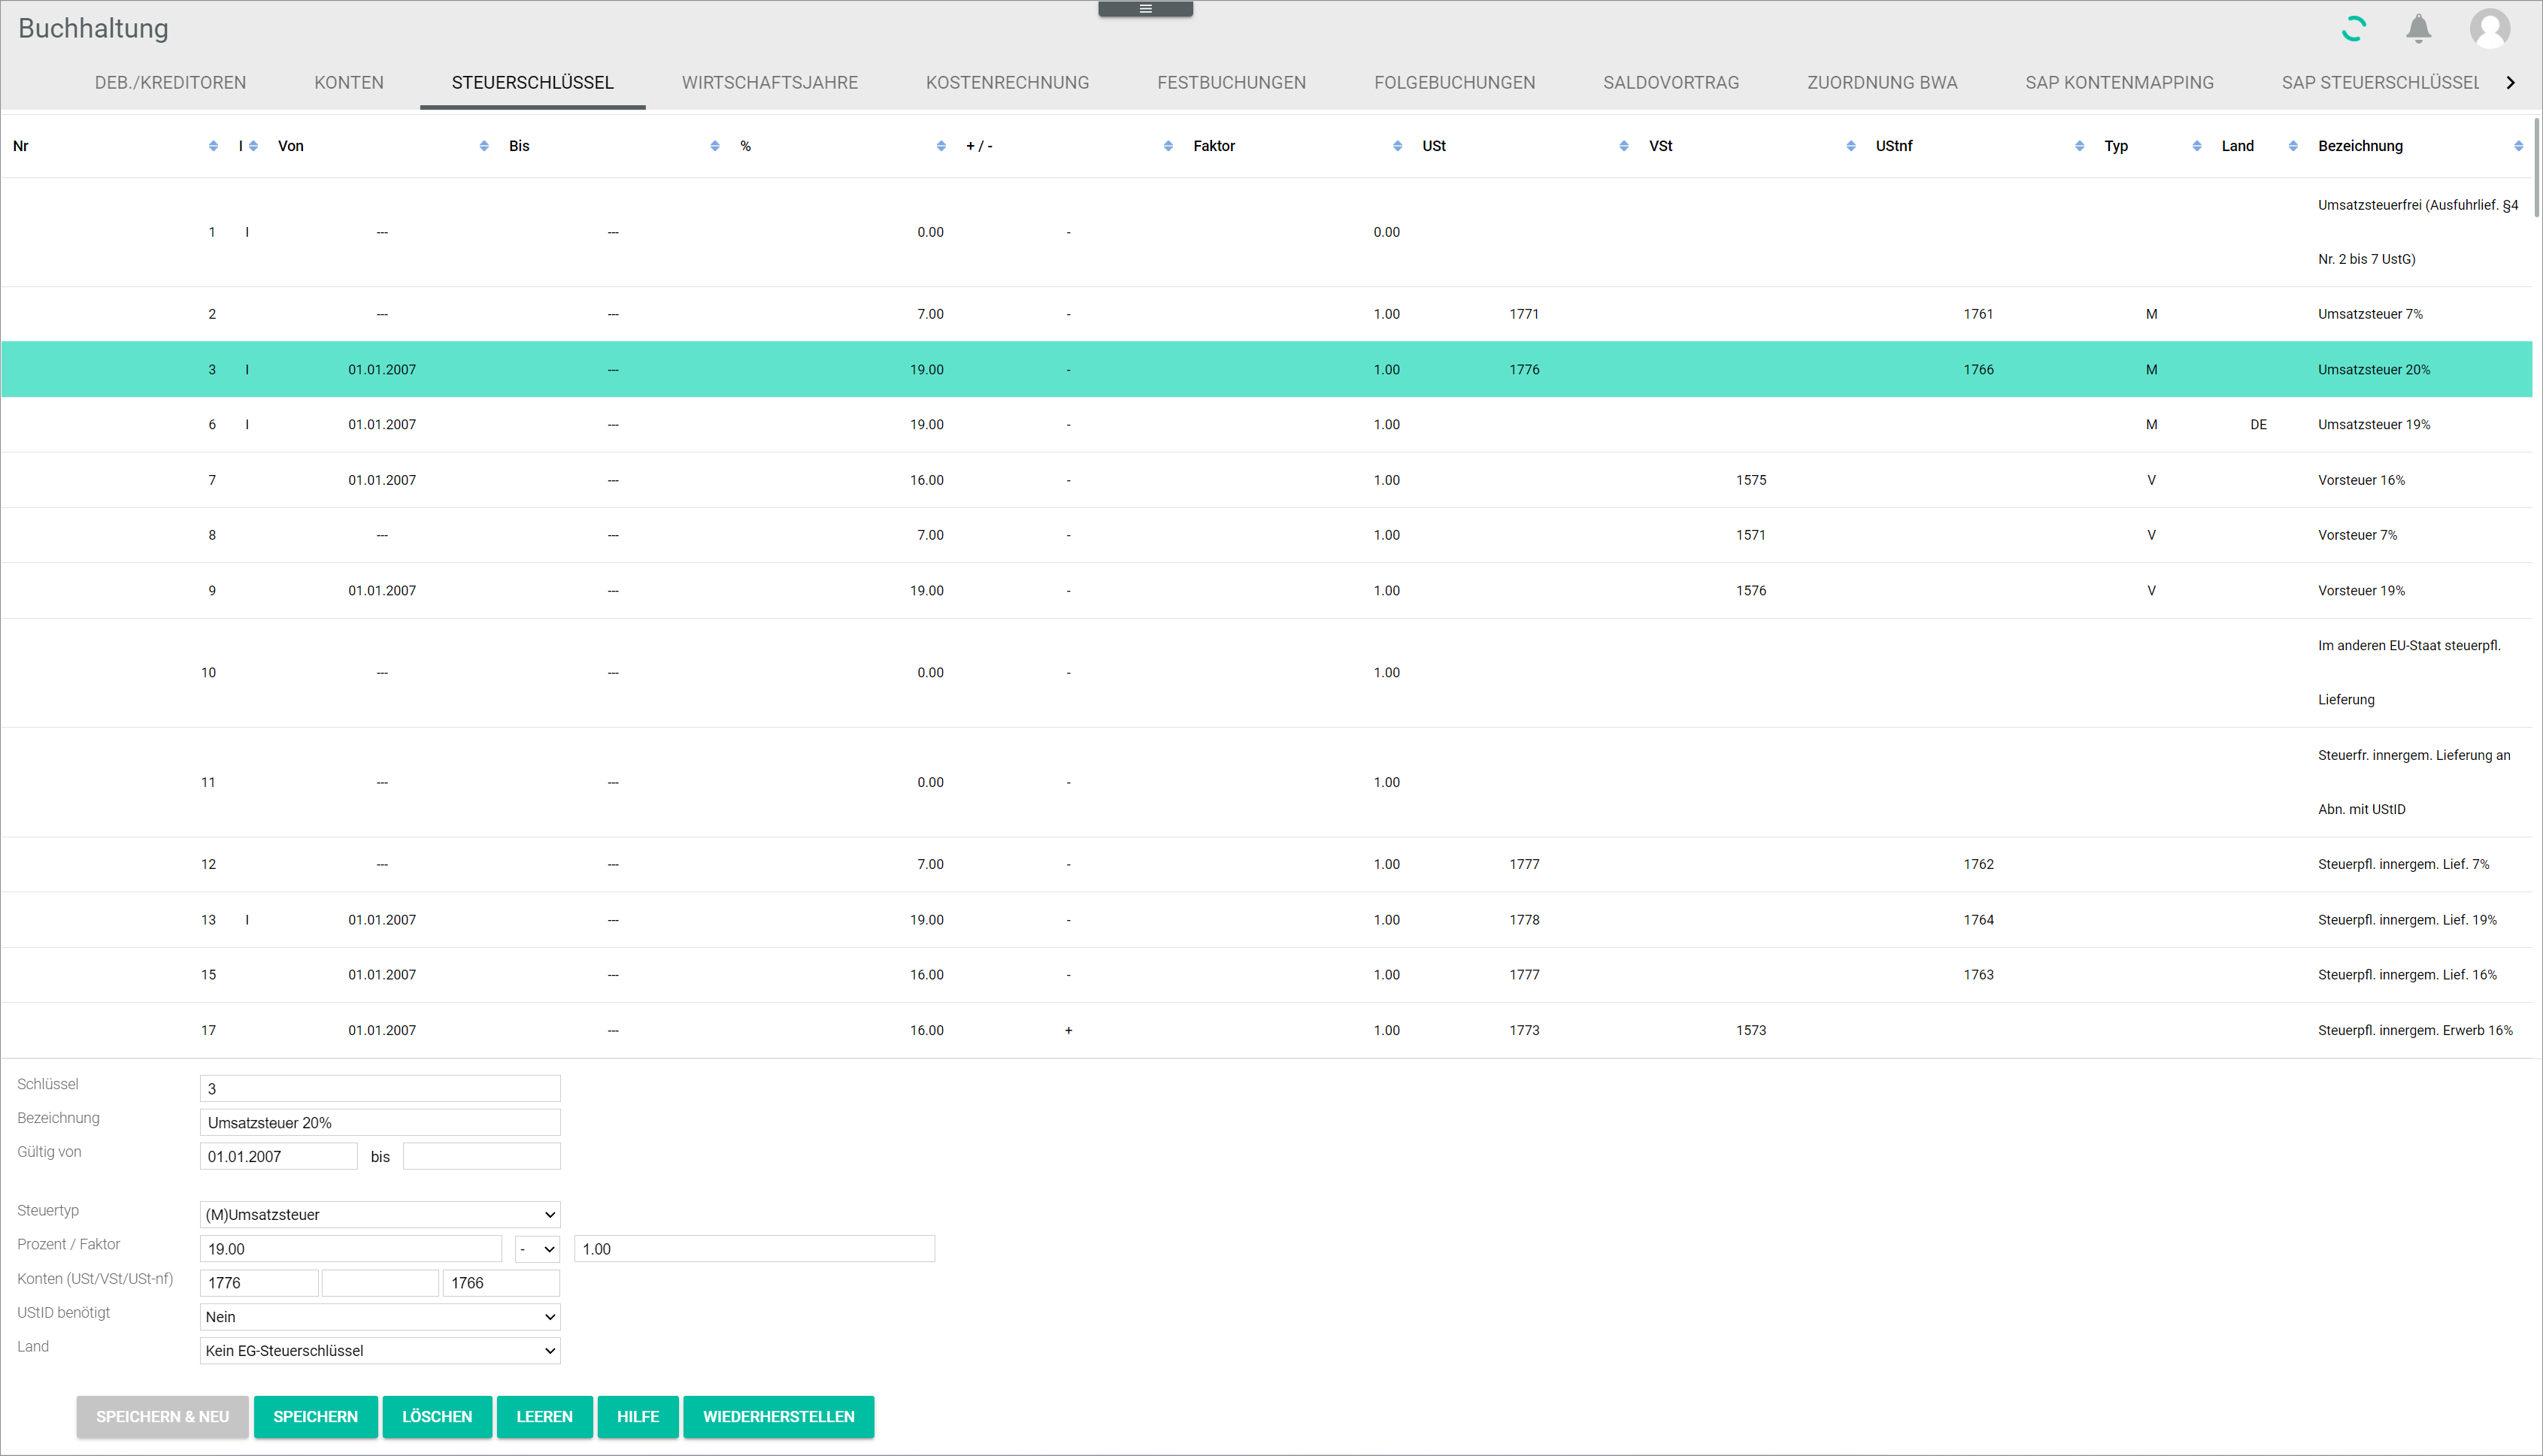 Buchhaltung
DEB./KREDITOREN KONTEN STEUERSCHLÜSSEL WIRTSCHAFTSJAHRE KOSTENRECHNUNG FESTBUCHUNGEN FOLGEBUCHUNGEN SALDOVORTRAG ZUORDNUNG BWA SAP KONTENMAPPING SAP STEUERSCHLÜSSEL
Nr I Von Bis % + / - Faktor USt VSt UStnf Typ Land Bezeichnung
1 I --- --- 0.00 - 0.00 Umsatzsteuerfrei (Ausfuhrlief. §4
Nr. 2 bis 7 UstG)
2 --- --- 7.00 - 1.00 1771 1761 M Umsatzsteuer 7%
3 I 01.01.2007 --- 19.00 - 1.00 1776 1766 M Umsatzsteuer 20%
6 I 01.01.2007 --- 19.00 - 1.00 M DE Umsatzsteuer 19%
7 01.01.2007 --- 16.00 - 1.00 1575 V Vorsteuer 16%
8 --- --- 7.00 - 1.00 1571 V Vorsteuer 7%
9 01.01.2007 --- 19.00 - 1.00 1576 V Vorsteuer 19%
10 --- --- 0.00 - 1.00 Im anderen EU-Staat steuerpfl.
Lieferung
11 --- --- 0.00 - 1.00 Steuerfr. innergem. Lieferung an
Abn. mit UStID
12 --- --- 7.00 - 1.00 1777 1762 Steuerpfl. innergem. Lief. 7%
13 I 01.01.2007 --- 19.00 - 1.00 1778 1764 Steuerpfl. innergem. Lief. 19%
15 01.01.2007 --- 16.00 - 1.00 1777 1763 Steuerpfl. innergem. Lief. 16%
17 01.01.2007 --- 16.00 + 1.00 1773 1573 Steuerpfl. innergem. Erwerb 16%
Schlüssel 3
Bezeichnung Umsatzsteuer 20%
Gültig von 01.01.2007 bis
Steuertyp (M)Umsatzsteuer
Prozent / Faktor 19.00 - 1.00
Konten (USt/VSt/USt-nf) 1776 1766
UStID benötigt Nein
Land Kein EG-Steuerschlüssel
SPEICHERN & NEU SPEICHERN LÖSCHEN LEEREN HILFE WIEDERHERSTELLEN